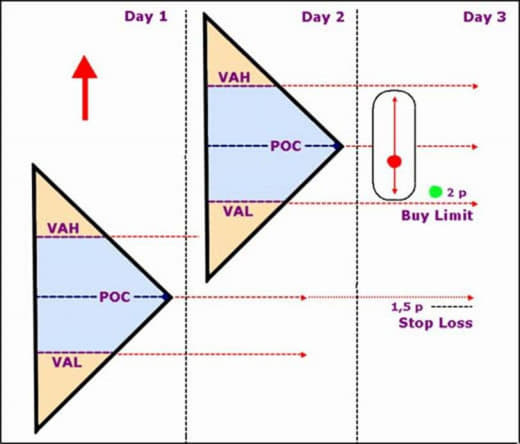 Day 1
Day 2
Day 3
VAH
POC
VAL
2 p
Buy Limit
VAH
POC
VAL
1,5 p
Stop Loss